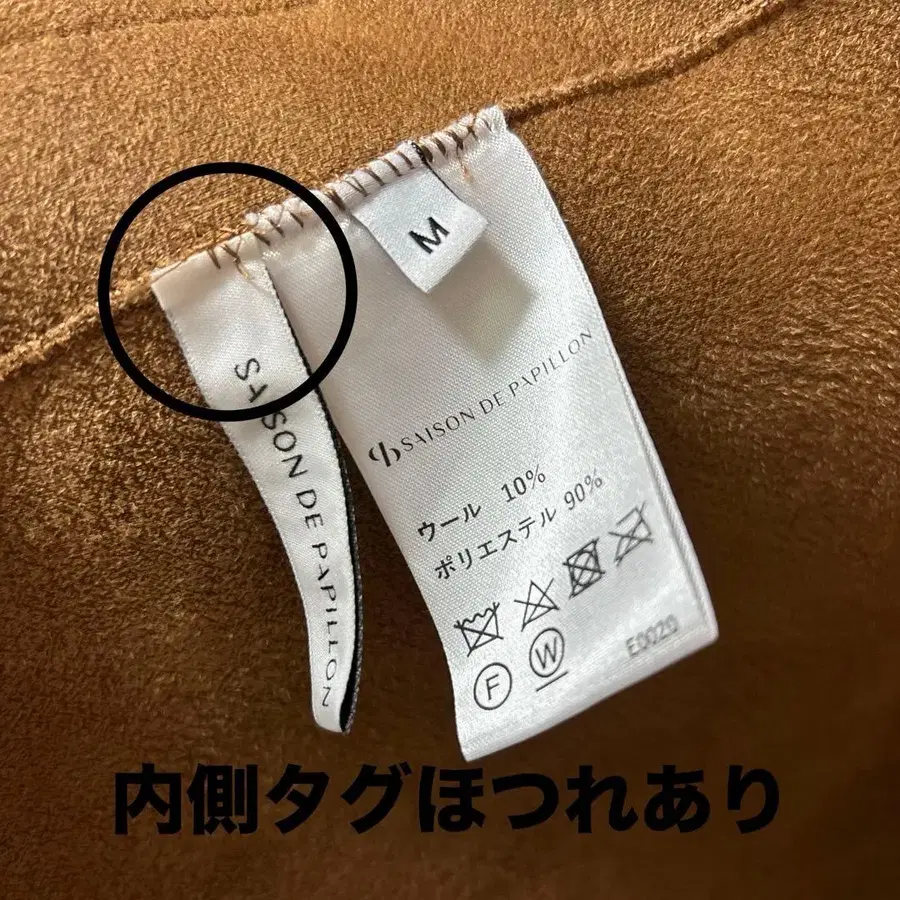 M
SAISON DE PAPILLON
SAISON DE PAPILLON
ウール 10%
ポリエステル 90%
F
W
E0020
内側タグほつれあり